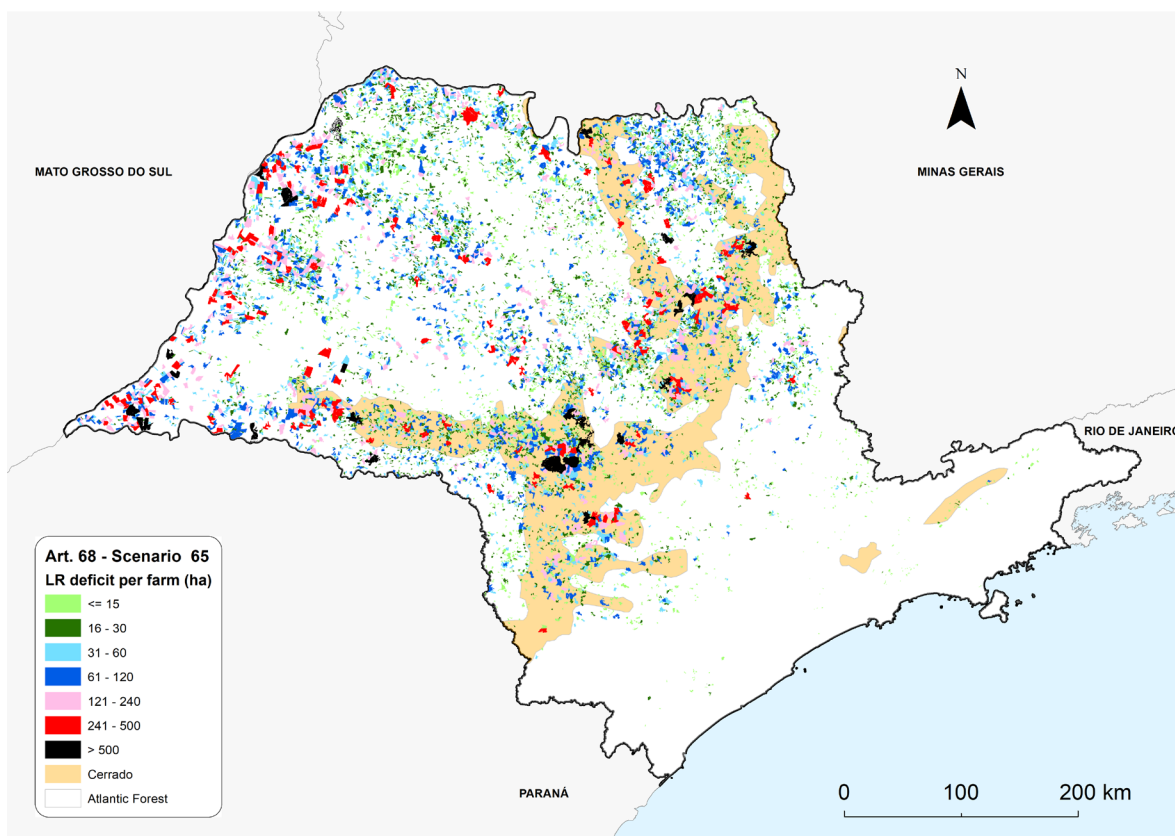 N
MATO GROSSO DO SUL
MINAS GERAIS
RIO DE JANEIRO
Art. 68 - Scenario 65
LR deficit per farm (ha)
<= 15
16 - 30
31 - 60
61 - 120
121 - 240
241 - 500
> 500
Cerrado
Atlantic Forest
PARANÁ
0 100 200 km